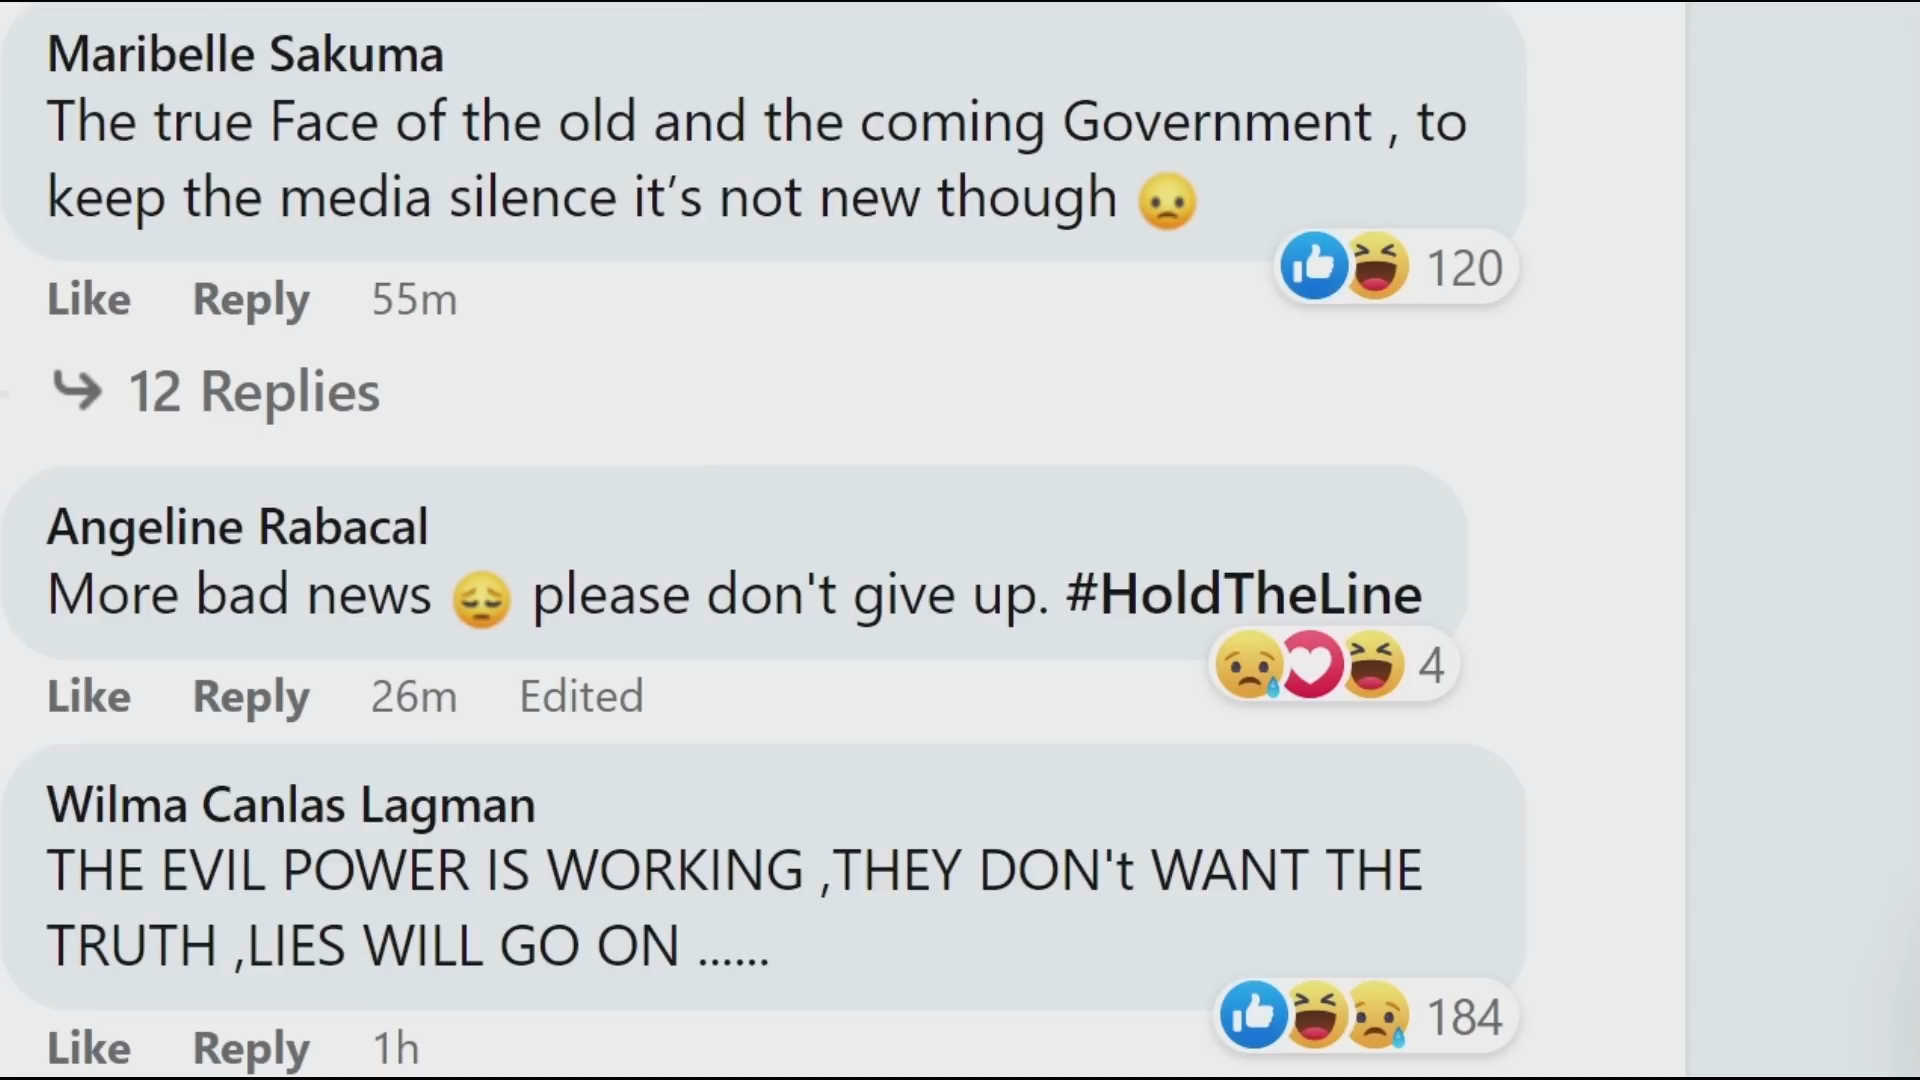 Maribelle Sakuma
The true Face of the old and the coming Government , to
keep the media silence it’s not new though 🙁
120
Like Reply 55m
12 Replies
Angeline Rabacal
More bad news 😔 please don't give up. #HoldTheLine
4
Like Reply 26m Edited
Wilma Canlas Lagman
THE EVIL POWER IS WORKING ,THEY DON't WANT THE
TRUTH ,LIES WILL GO ON ......
184
Like Reply 1h